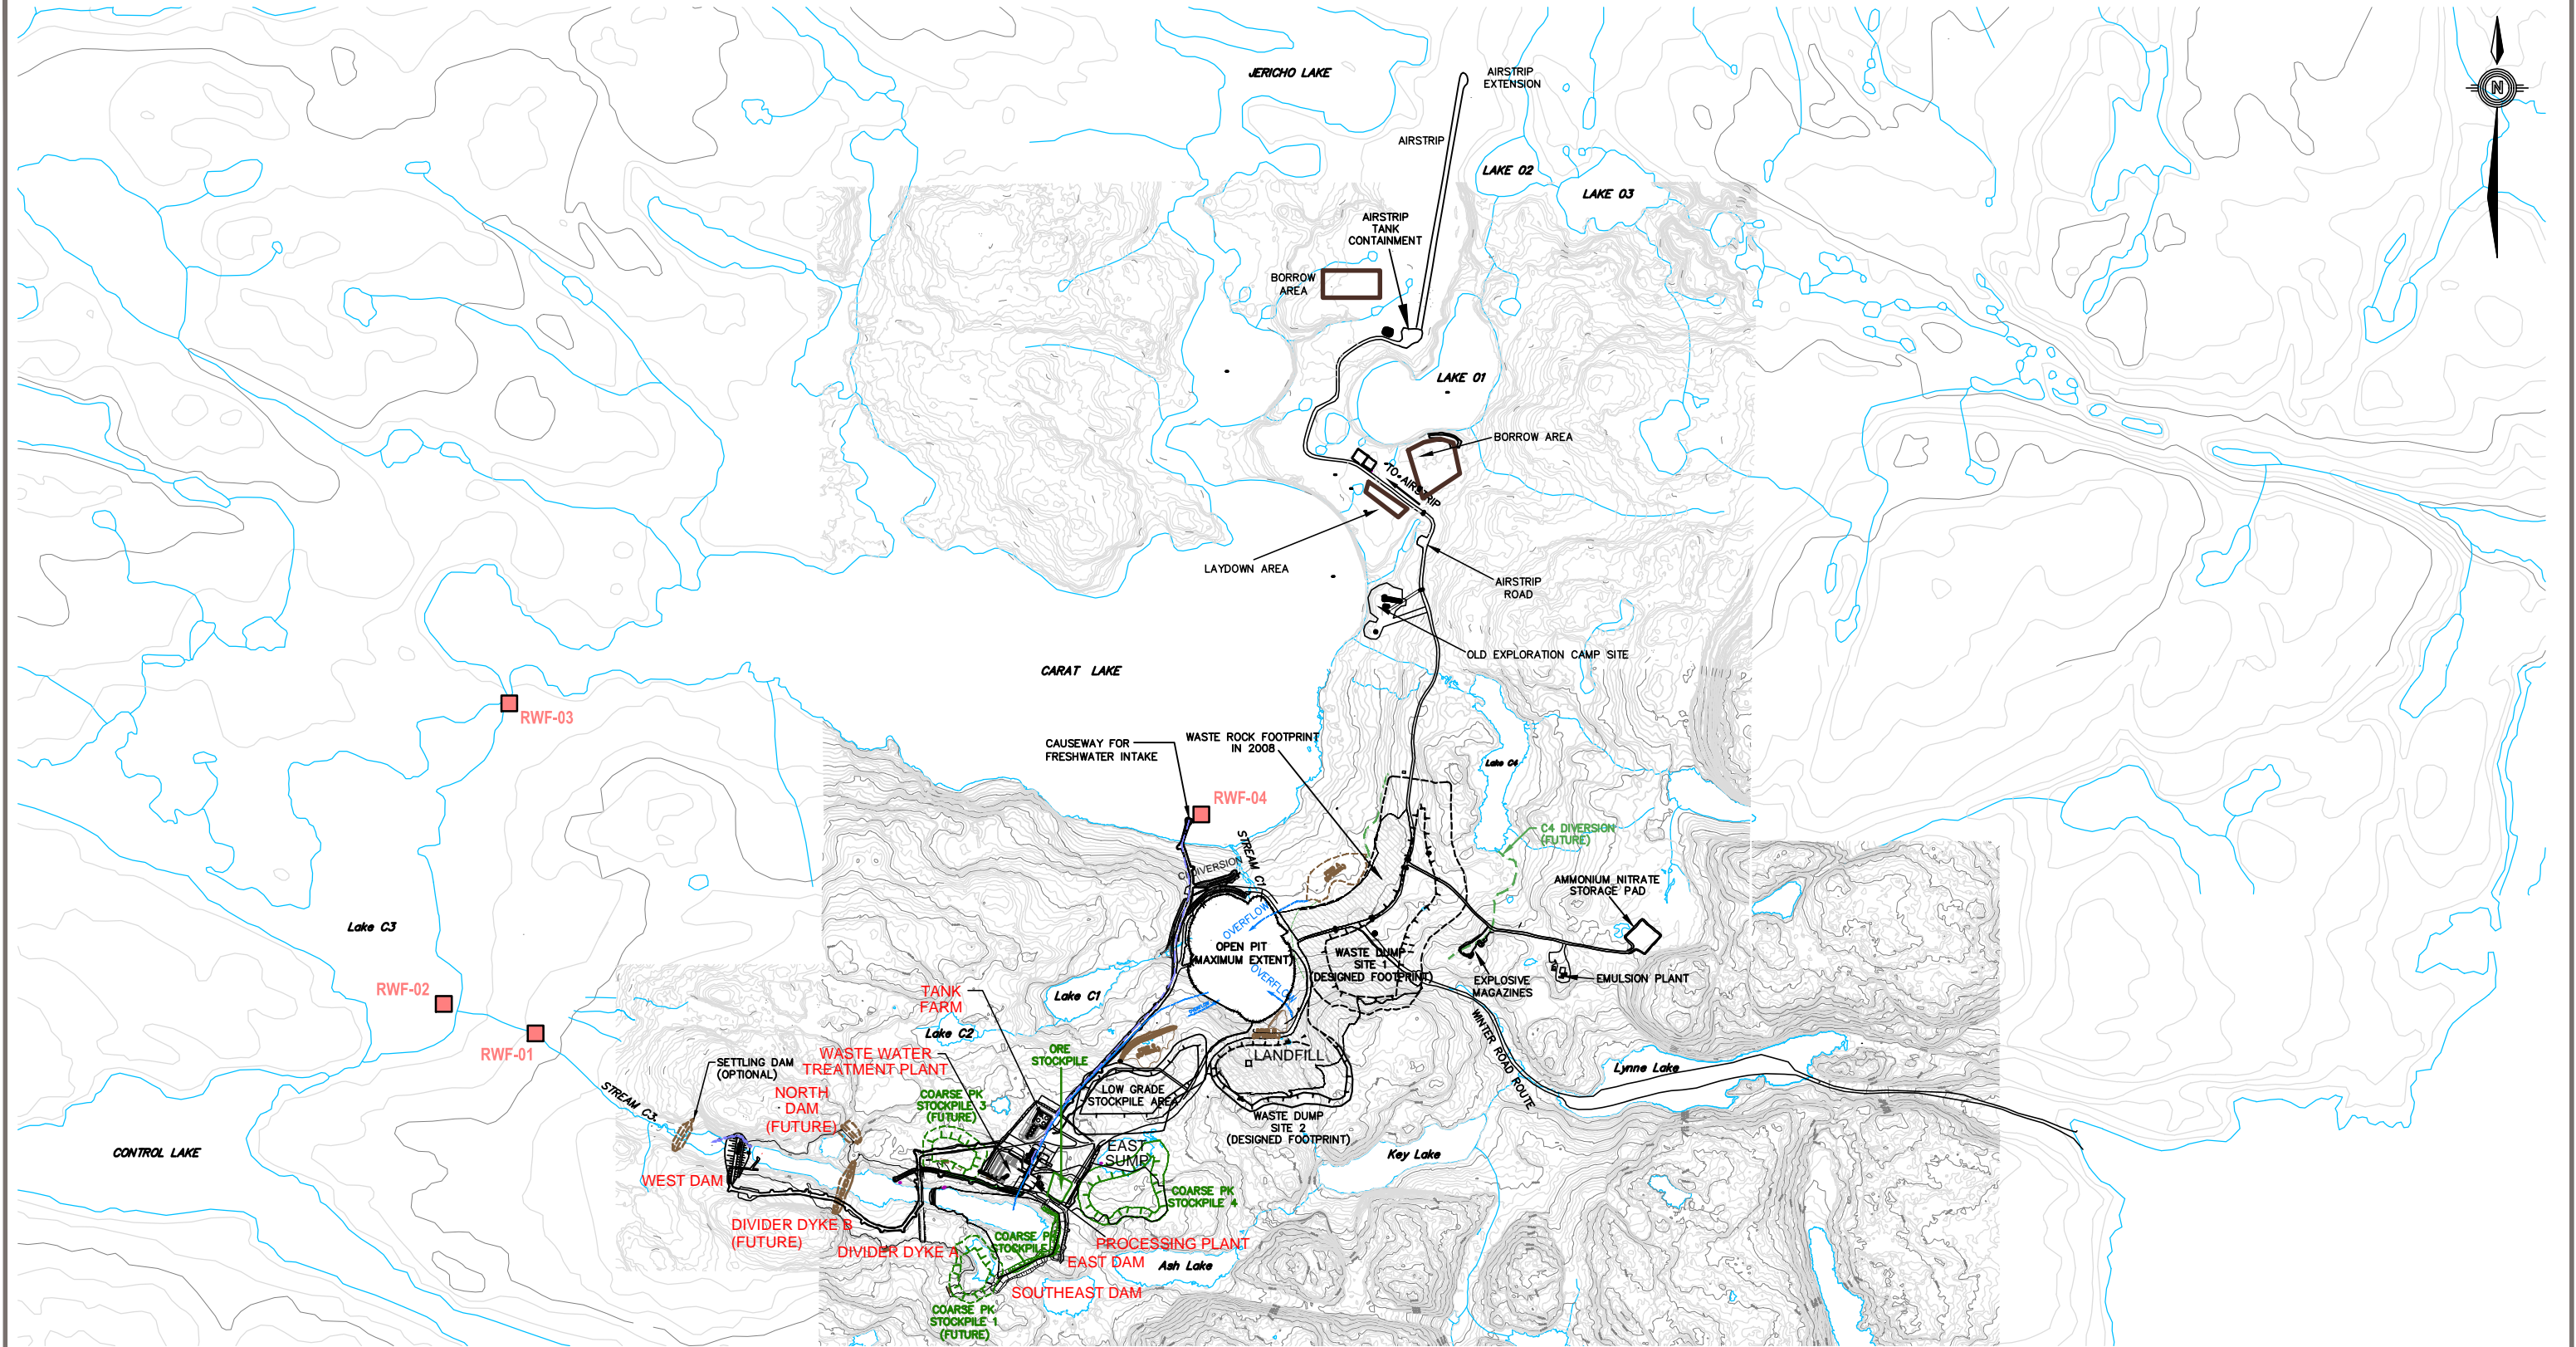 JERICHO LAKE
AIRSTRIP
EXTENSION
N
AIRSTRIP
LAKE 02
LAKE 03
AIRSTRIP
TANK
CONTAINMENT
BORROW
AREA
LAKE 01
BORROW AREA
TO AIRSTRIP
LAYDOWN AREA
AIRSTRIP
ROAD
OLD EXPLORATION CAMP SITE
CARAT LAKE
RWF-03
CAUSEWAY FOR
FRESHWATER INTAKE
WASTE ROCK FOOTPRINT
IN 2008
Lake C4
RWF-04
STREAM C1
C4 DIVERSION
(FUTURE)
C1 DIVERSION
AMMONIUM NITRATE
STORAGE PAD
OVERFLOW
Lake C3
OPEN PIT
(MAXIMUM EXTENT)
WASTE DUMP
SITE 1
(DESIGNED FOOTPRINT)
OVERFLOW
EXPLOSIVE
MAGAZINES
EMULSION PLANT
RWF-02
TANK
FARM
Lake C1
Lake C2
RWF-01
WINTER ROAD ROUTE
ORE
STOCKPILE
WASTE WATER
TREATMENT PLANT
LANDFILL
SETTLING DAM
(OPTIONAL)
Lynne Lake
STREAM C3
NORTH
DAM
(FUTURE)
COARSE PK
STOCKPILE 3
(FUTURE)
LOW GRADE
STOCKPILE AREA
WASTE DUMP
SITE 2
(DESIGNED FOOTPRINT)
CONTROL LAKE
EAST
SUMP
Key Lake
WEST DAM
COARSE PK
STOCKPILE 4
DIVIDER DYKE B
(FUTURE)
DIVIDER DYKE A
COARSE PK
STOCKPILE
PROCESSING PLANT
EAST DAM
Ash Lake
SOUTHEAST DAM
COARSE PK
STOCKPILE 1
(FUTURE)